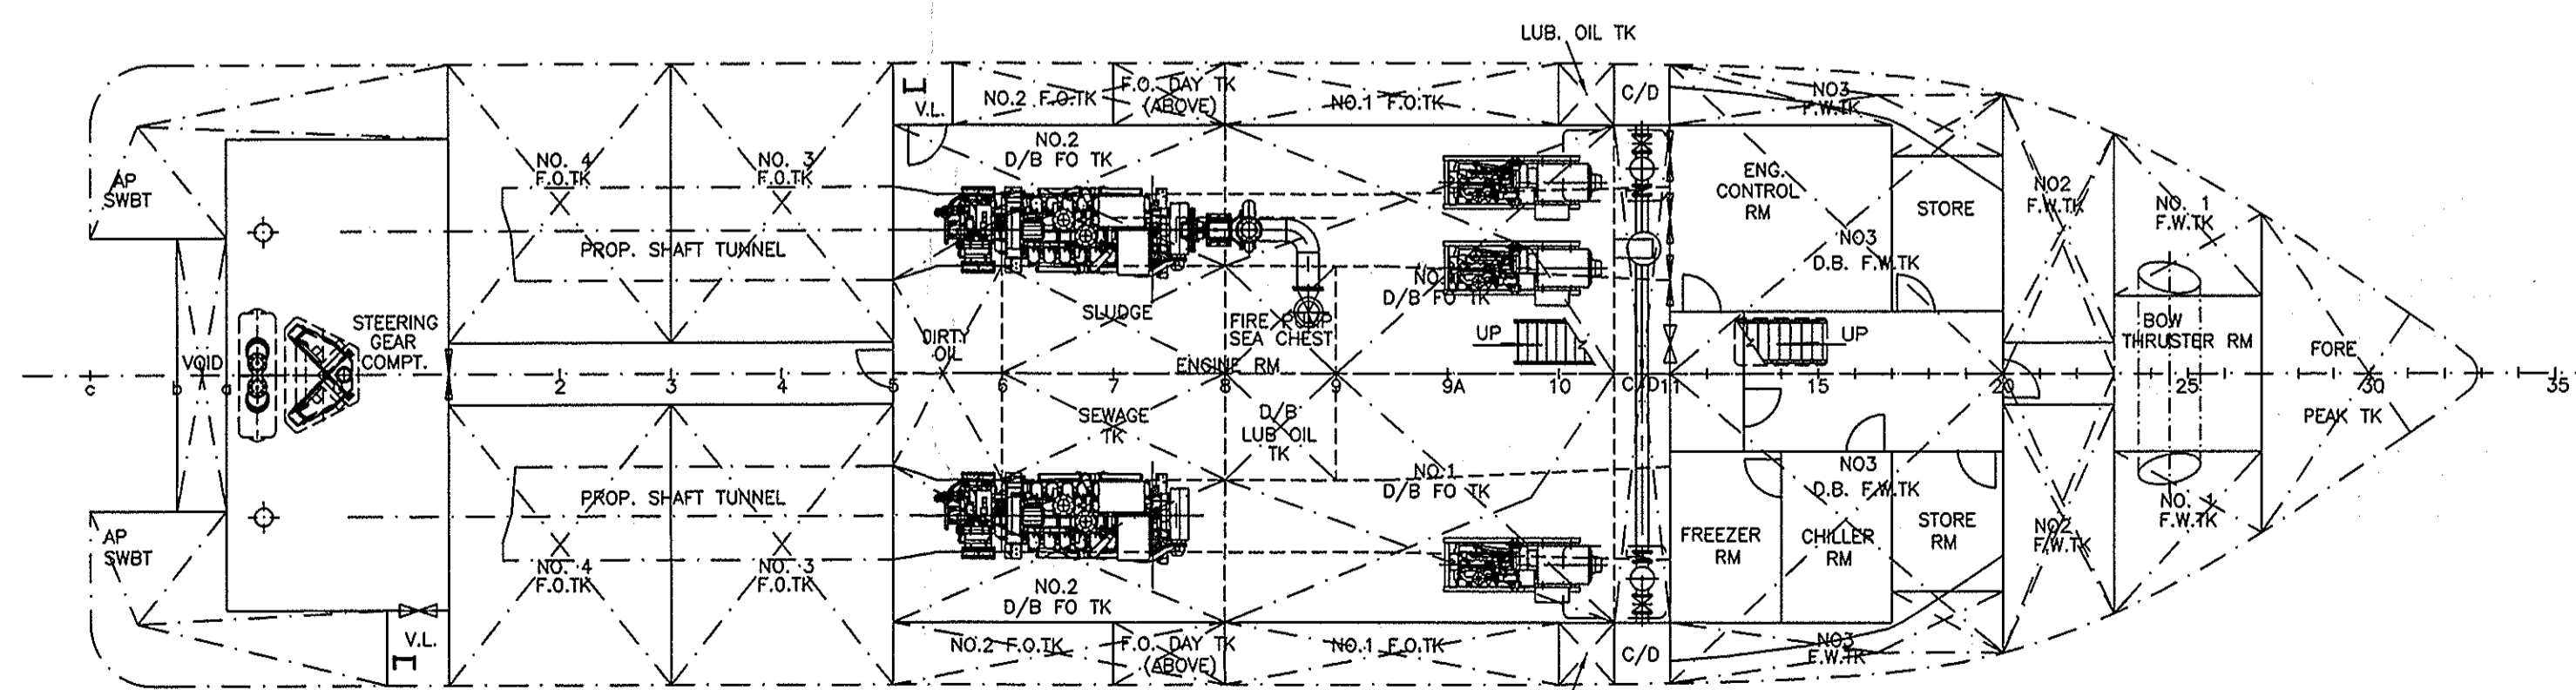 LUB. OIL TK
V.L.
NO.2 F.O.TK
F.O. DAY TK
(ABOVE)
NO.1 F.O.TK
C/D
NO3
F.W.TK
AP
SWBT
NO. 4
F.O.TK
NO. 3
F.O.TK
NO.2
D/B FO TK
ENG.
CONTROL
RM
STORE
NO2
F.W.TK
NO. 1
F.W.TK
PROP. SHAFT TUNNEL
NO3
D.B. F.W.TK
D/B FO TK
SLUDGE
FIRE PUMP
SEA CHEST
STEERING
GEAR
COMPT.
DIRTY
OIL
UP
UP
BOW
THRUSTER RM
FORE
VOID
ENGINE RM
c
b
a
2
3
4
5
6
7
8
9
9A
10
C/D
11
15
20
25
30
35
PEAK TK
SEWAGE
TK
D/B
LUB OIL
TK
NO.1
D/B FO TK
NO3
D.B. F.W.TK
PROP. SHAFT TUNNEL
NO. 1
F.W.TK
AP
SWBT
NO. 4
F.O.TK
NO. 3
F.O.TK
FREEZER
RM
CHILLER
RM
STORE
RM
NO2
F.W.TK
NO.2
D/B FO TK
V.L.
NO.2 F.O.TK
F.O. DAY TK
(ABOVE)
NO.1 F.O.TK
C/D
NO3
F.W.TK